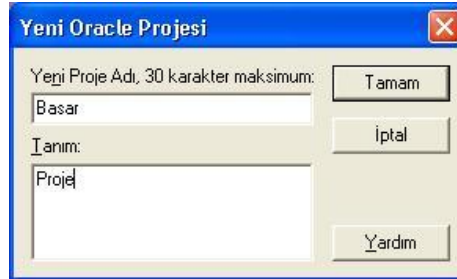 Yeni Oracle Projesi
Yeni Proje Adı, 30 karakter maksimum:
Basar
Tanım:
Proje
Tamam
İptal
Yardım